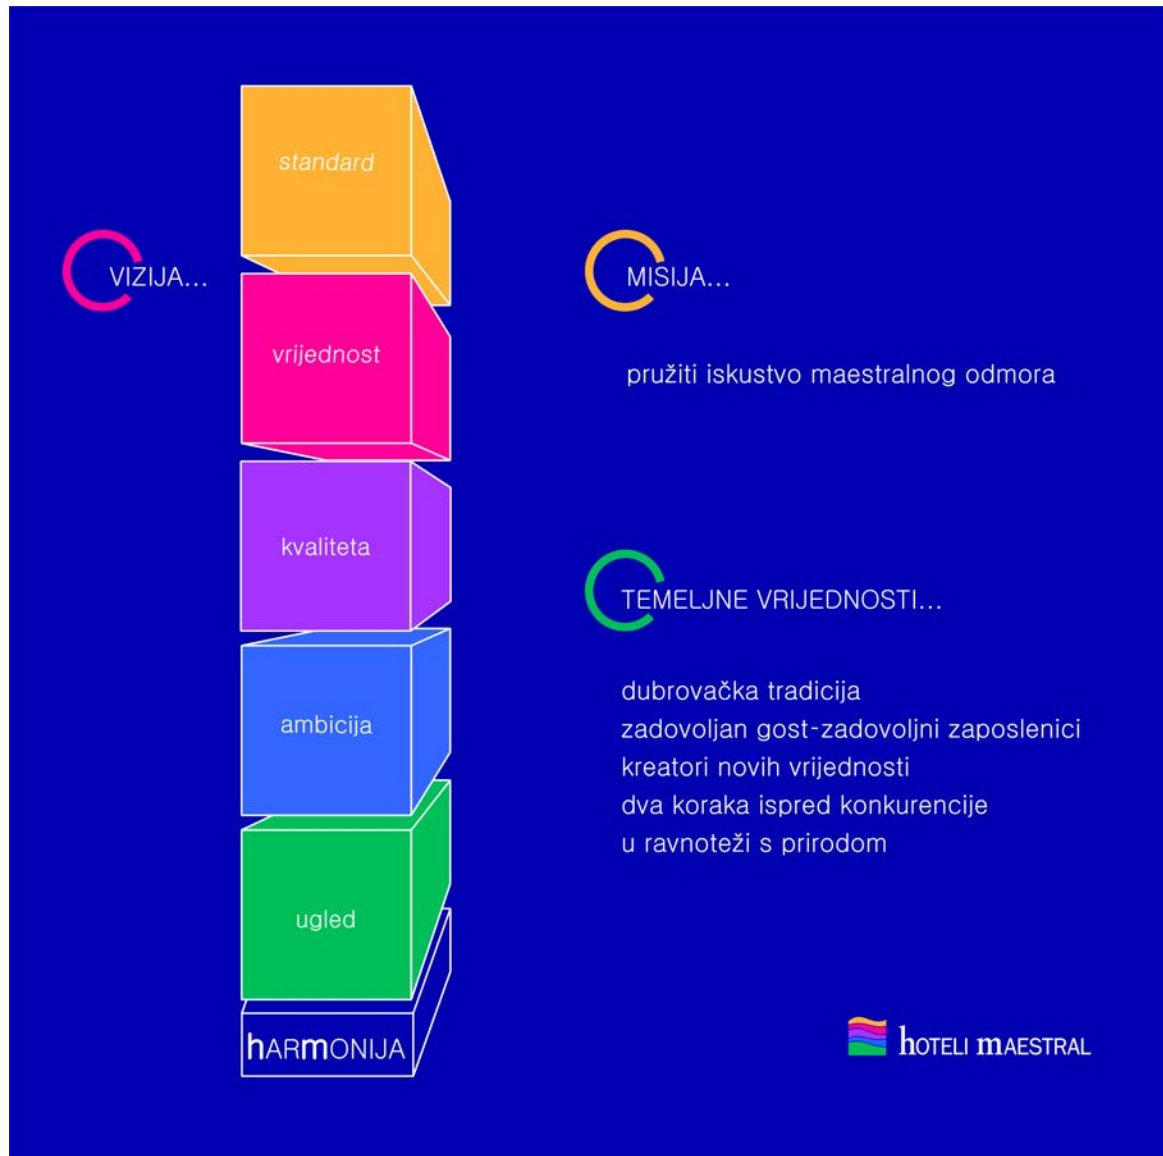 VIZIJA...
standard
vrijednost
kvaliteta
ambicija
ugled
hARmONIJA
MISIJA...
pružiti iskustvo maestralnog odmora
TEMELJNE VRIJEDNOSTI...
dubrovačka tradicija
zadovoljan gost-zadovoljni zaposlenici
kreatori novih vrijednosti
dva koraka ispred konkurencije
u ravnoteži s prirodom
hOTELI mAESTRAL